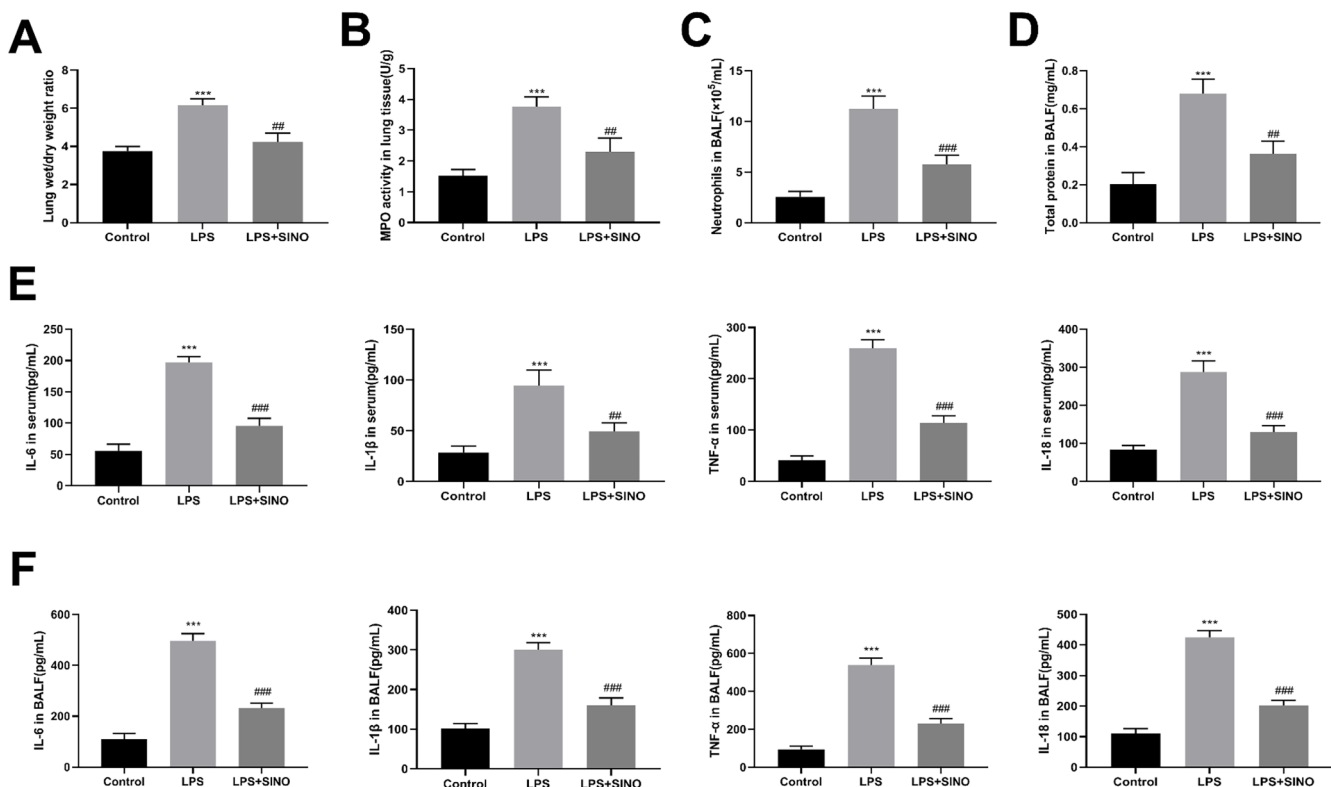 A
Lung wet/dry weight ratio
8
6
4
2
0
***
##
Control
LPS
LPS+SINO
B
MPO activity in lung tissue(U/g)
5
4
3
2
1
0
***
##
Control
LPS
LPS+SINO
C
Neutrophils in BALF(×10⁵/mL)
15
10
5
0
***
###
Control
LPS
LPS+SINO
D
Total protein in BALF(mg/mL)
0.8
0.6
0.4
0.2
0.0
***
##
Control
LPS
LPS+SINO
E
IL-6 in serum(pg/mL)
250
200
150
100
50
0
***
###
Control
LPS
LPS+SINO
IL-1β in serum(pg/mL)
150
100
50
0
***
##
Control
LPS
LPS+SINO
TNF-α in serum(pg/mL)
300
200
100
0
***
###
Control
LPS
LPS+SINO
IL-18 in serum(pg/mL)
400
300
200
100
0
***
###
Control
LPS
LPS+SINO
F
IL-6 in BALF(pg/mL)
600
400
200
0
***
###
Control
LPS
LPS+SINO
IL-1β in BALF(pg/mL)
400
300
200
100
0
***
###
Control
LPS
LPS+SINO
TNF-α in BALF(pg/mL)
800
600
400
200
0
***
###
Control
LPS
LPS+SINO
IL-18 in BALF(pg/mL)
500
400
300
200
100
0
***
###
Control
LPS
LPS+SINO